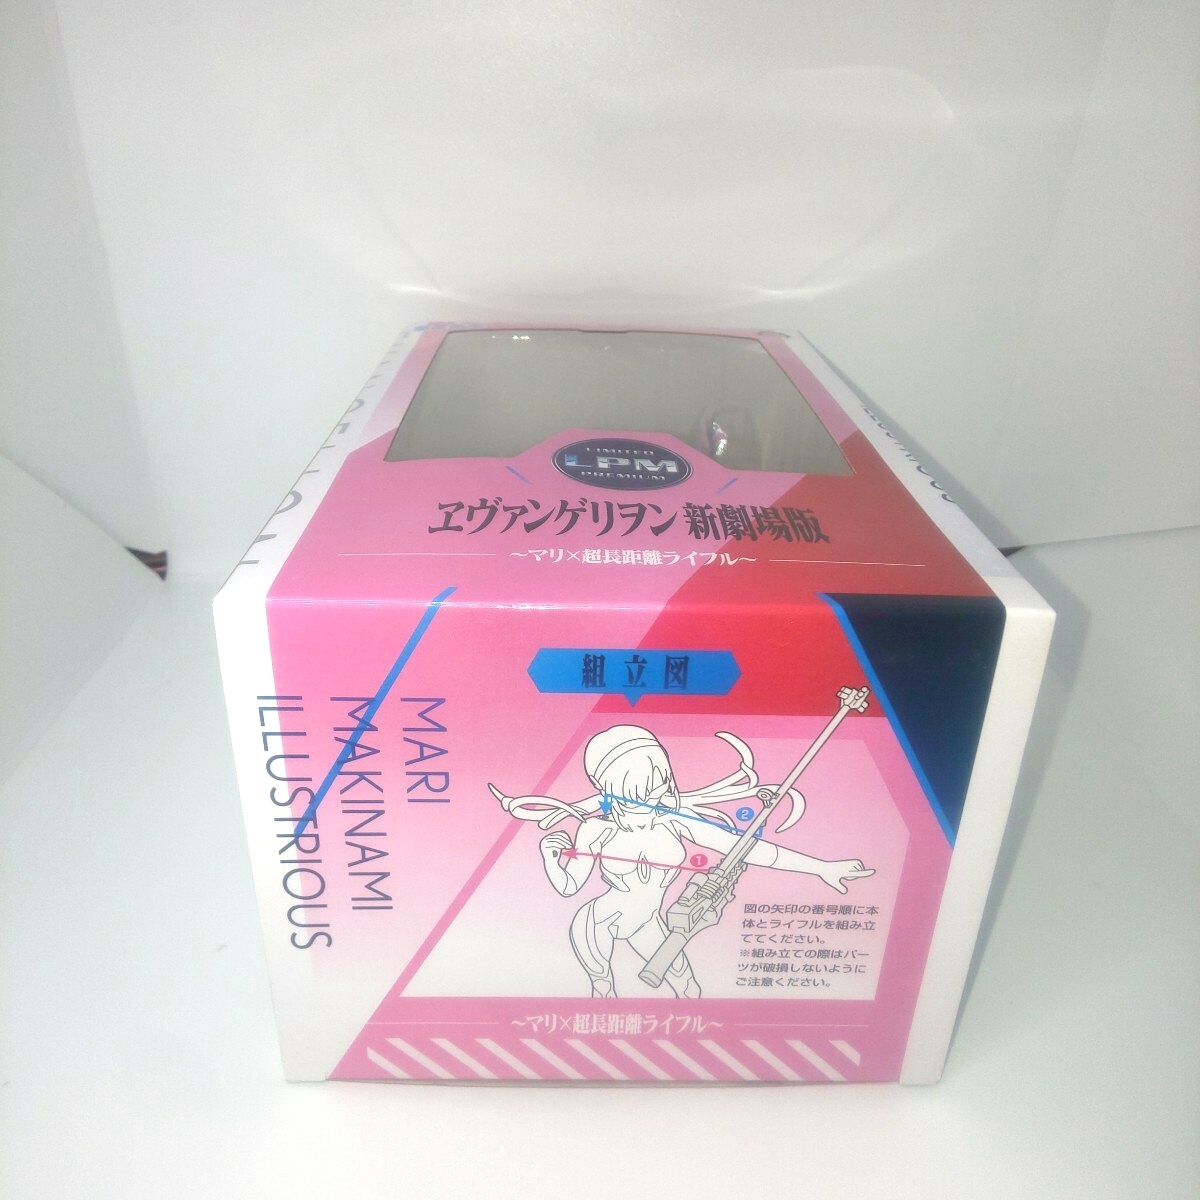 LIMITED
LPM
PREMIUM
ヱヴァンゲリヲン 新劇場版
～マリ×超長距離ライフル～
組立図
MARI
MAKINAMI
ILLUSTRIOUS
②
①
図の矢印の番号順に本
体とライフルを組み立
ててください。
※組み立ての際はパー
ツが破損しないように
ご注意ください。
～マリ×超長距離ライフル～